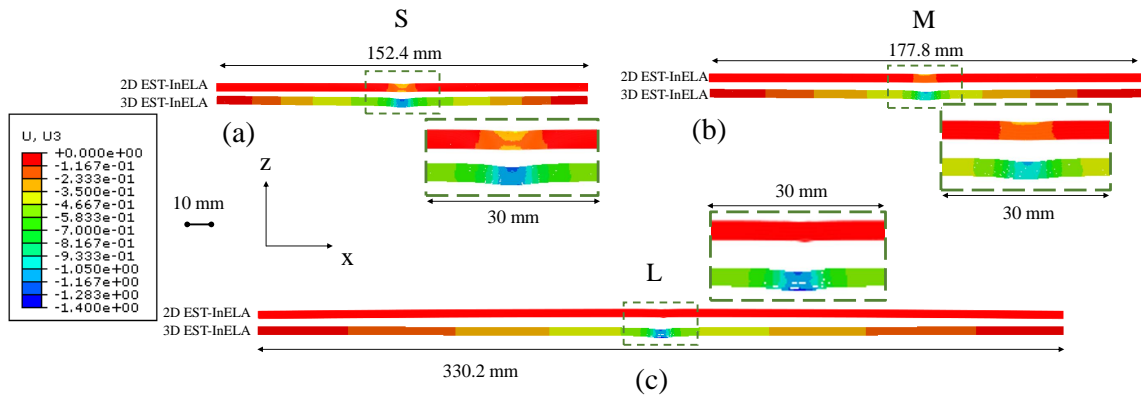 S
M
152.4 mm
177.8 mm
2D EST-InELA
3D EST-InELA
2D EST-InELA
3D EST-InELA
(a)
(b)
U, U3
+0.000e+00
-1.167e-01
-2.333e-01
-3.500e-01
-4.667e-01
-5.833e-01
-7.000e-01
-8.167e-01
-9.333e-01
-1.050e+00
-1.167e+00
-1.283e+00
-1.400e+00
z
x
10 mm
30 mm
30 mm
30 mm
L
2D EST-InELA
3D EST-InELA
330.2 mm
(c)